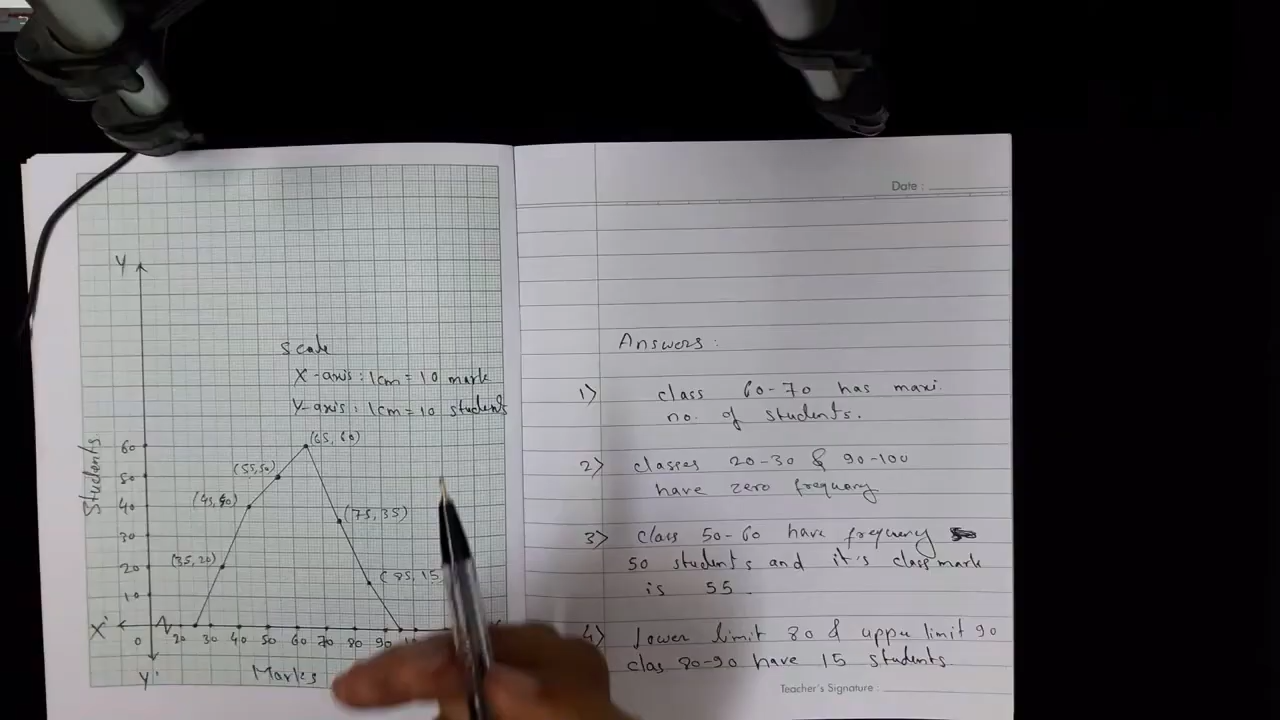 Y
Scale
X-axis : 1cm = 10 mark
Y-axis : 1cm = 10 students
Students
60
50
40
30
20
10
0
(65, 60)
(55,50)
(45,40)
(75,35)
(35,20)
(85,15
X'
20 30 40 50 60 70 80 90
Marks
Y'
Date :
Answers :
1) class 60-70 has maxi.
no. of students.
2) classes 20-30 & 90-100
have zero frequency
3) class 50-60 have frequency
50 students and it's class mark
is 55.
4) lower limit 80 & upper limit 90
clas 80-90 have 15 students.
Teacher's Signature :